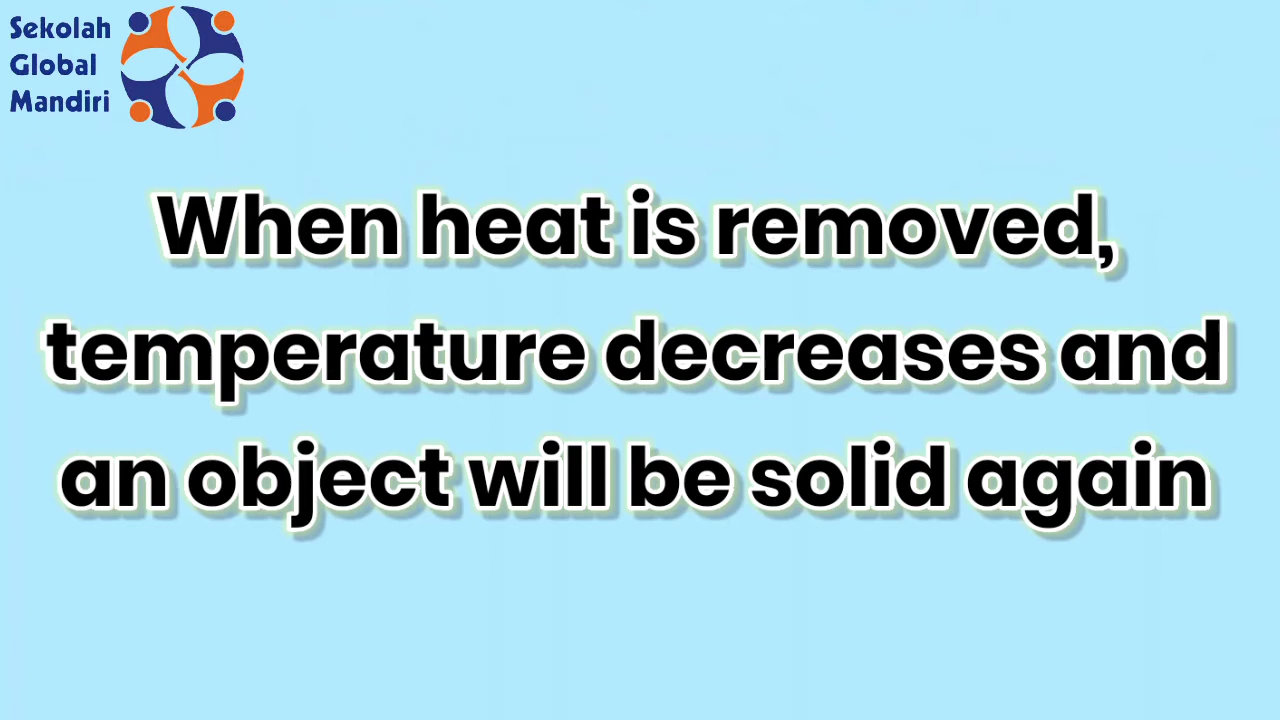 Sekolah
Global
Mandiri
When heat is removed,
temperature decreases and
an object will be solid again